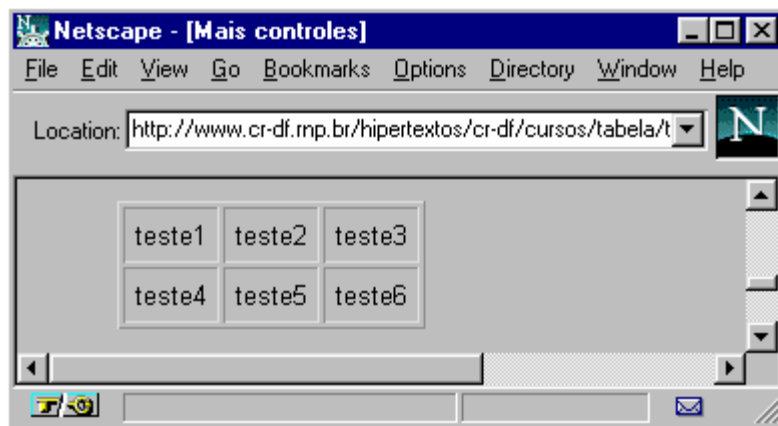 Netscape - [Mais controles]
File Edit View Go Bookmarks Options Directory Window Help
Location: http://www.cr-df.rnp.br/hipertextos/cr-df/cursos/tabela/t
N
teste1 teste2 teste3
teste4 teste5 teste6